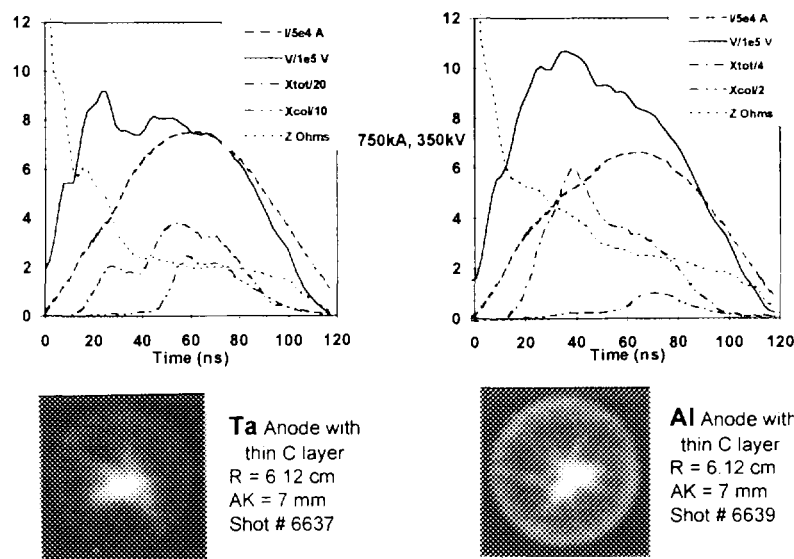 12
10
8
6
4
2
0
0 20 40 60 80 100 120
Time (ns)
I/5e4 A
V/1e5 V
Xtot/20
Xcol/10
Z Ohms
750kA, 350kV
12
10
8
6
4
2
0
0 20 40 60 80 100 120
Time (ns)
I/5e4 A
V/1e5 V
Xtot/4
Xcol/2
Z Ohms
Ta Anode with
thin C layer
R = 6 12 cm
AK = 7 mm
Shot # 6637
Al Anode with
thin C layer
R = 6.12 cm
AK = 7 mm
Shot # 6639